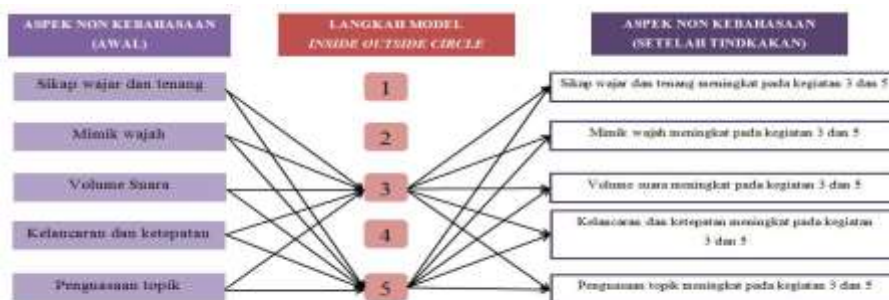 ASPEK NON KEBAHASAAN
(AWAL)
LANGKAH MODEL
INSIDE OUTSIDE CIRCLE
ASPEK NON KEBAHASAAN
(SETELAH TINDKAKAN)
Sikap wajar dan tenang
1
Sikap wajar dan tenang meningkat pada kegiatan 3 dan 5
Mimik wajah
2
Mimik wajah meningkat pada kegiatan 3 dan 5
Volume Suara
3
Volume suara meningkat pada kegiatan 3 dan 5
Kelancaran dan ketepatan
4
Kelancaran dan ketepatan meningkat pada kegiatan
3 dan 5
Penguasaan topik
5
Penguasaan topik meningkat pada kegiatan 3 dan 5